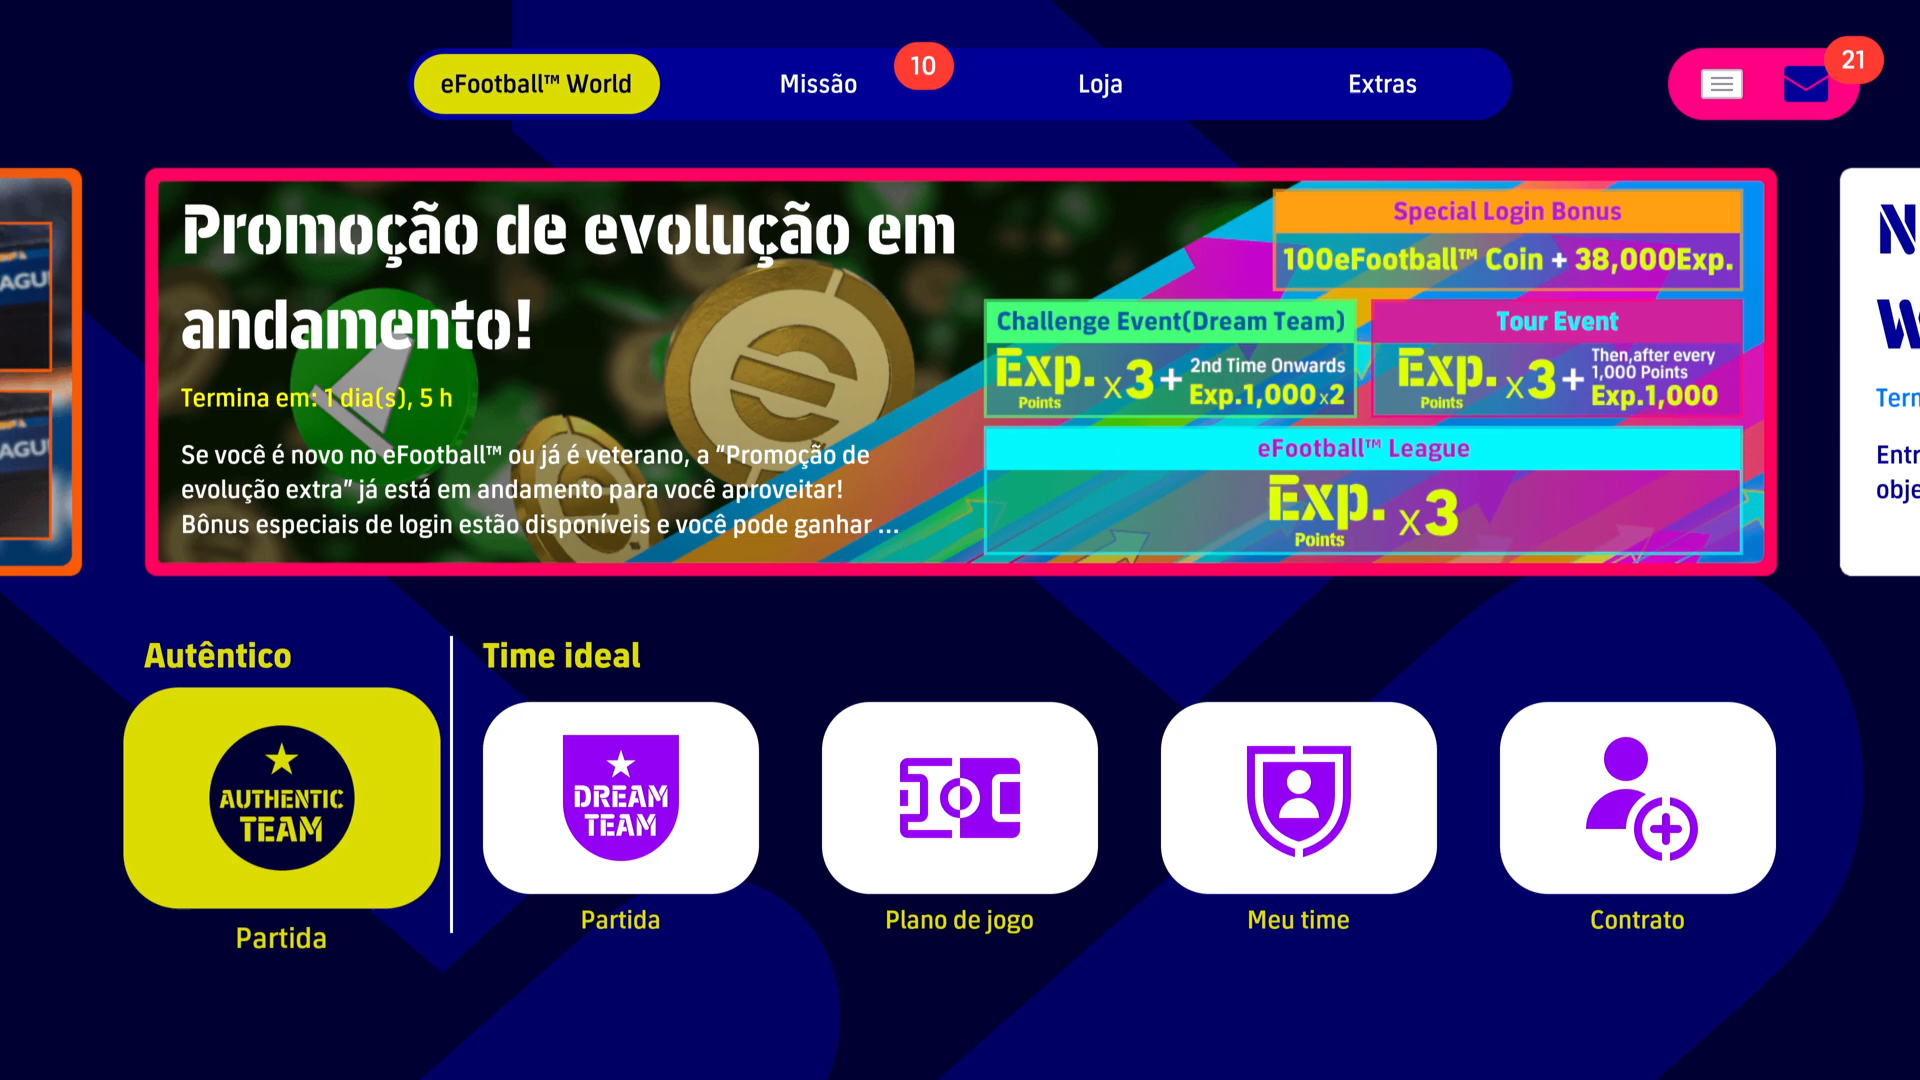 eFootball™ World
Missão
10
Loja
Extras
21
Promoção de evolução em
andamento!
Termina em: 1 dia(s), 5 h
Se você é novo no eFootball™ ou já é veterano, a “Promoção de
evolução extra” já está em andamento para você aproveitar!
Bônus especiais de login estão disponíveis e você pode ganhar ...
Special Login Bonus
100eFootball™ Coin + 38,000Exp.
Challenge Event(Dream Team)
Exp. x3 +
Points
2nd Time Onwards
Exp.1,000 x2
Tour Event
Exp. x3 +
Points
Then,after every
1,000 Points
Exp.1,000
eFootball™ League
Exp. x3
Points
Autêntico
AUTHENTIC
TEAM
Partida
Time ideal
DREAM
TEAM
Partida
Plano de jogo
Meu time
Contrato